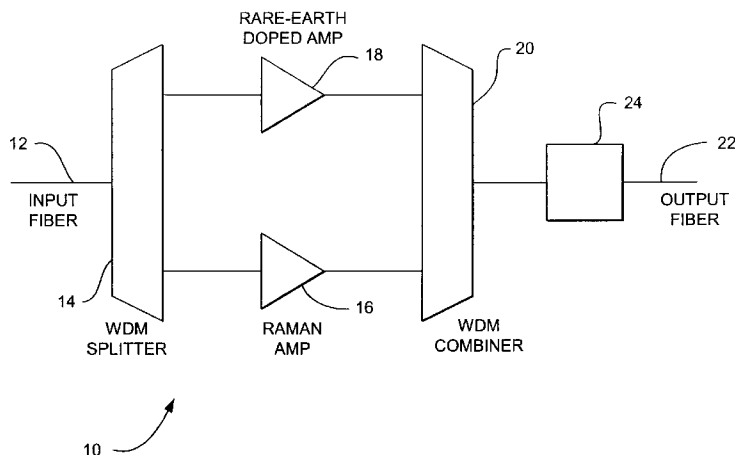 RARE-EARTH
DOPED AMP
18
20
24
12
22
INPUT
FIBER
OUTPUT
FIBER
14
16
WDM
SPLITTER
RAMAN
AMP
WDM
COMBINER
10